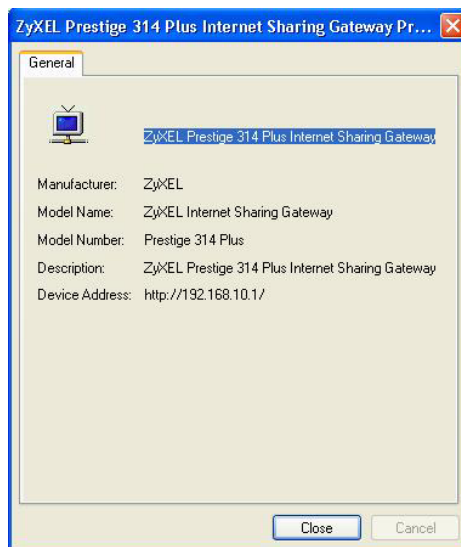 ZyXEL Prestige 314 Plus Internet Sharing Gateway Pr...
General
ZyXEL Prestige 314 Plus Internet Sharing Gateway
Manufacturer: ZyXEL
Model Name: ZyXEL Internet Sharing Gateway
Model Number: Prestige 314 Plus
Description: ZyXEL Prestige 314 Plus Internet Sharing Gateway
Device Address: http://192.168.10.1/
Close Cancel